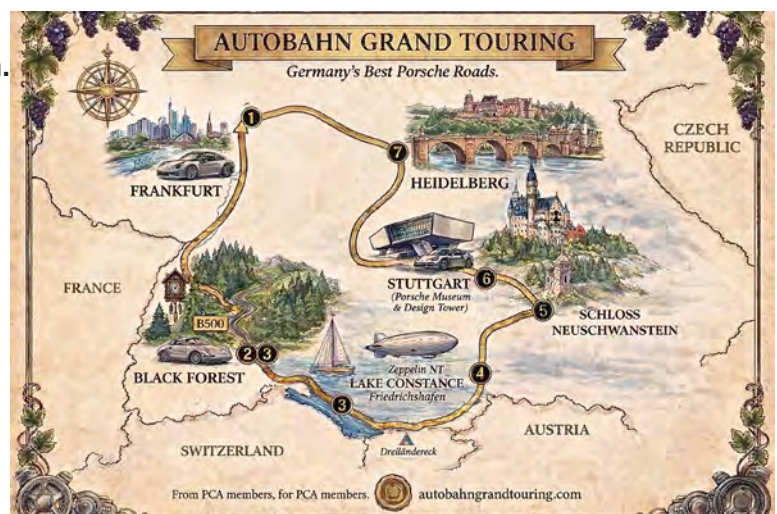 AUTOBAHN GRAND TOURING
Germany's Best Porsche Roads.
1
7
CZECH
REPUBLIC
FRANKFURT
HEIDELBERG
FRANCE
B500
STUTTGART
(Porsche Museum
& Design Tower)
6
5
SCHLOSS
NEUSCHWANSTEIN
2 3
BLACK FOREST
Zeppelin NT
LAKE CONSTANCE
Friedrichshafen
4
3
AUSTRIA
SWITZERLAND
Dreiländereck
From PCA members, for PCA members.
autobahngrandtouring.com